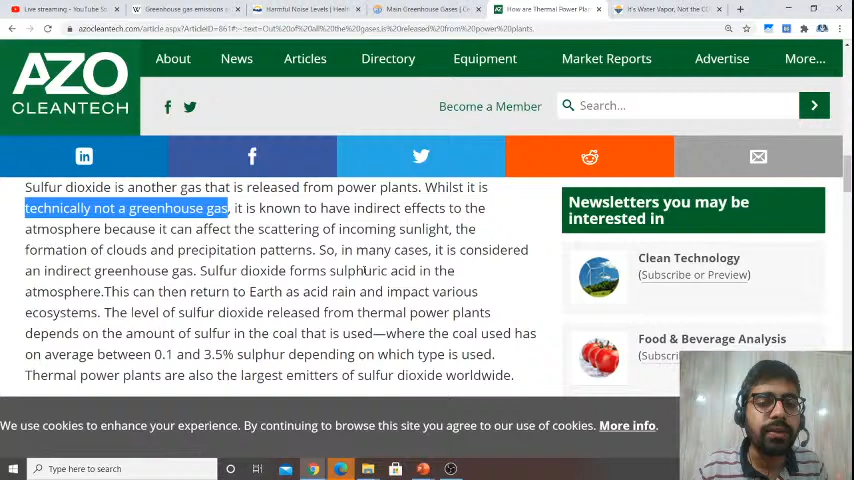 Live streaming - YouTube S
Greenhouse gas emissions
Harmful Noise Levels | Heal
Main Greenhouse Gases | C
How are Thermal Power Plan
It's Water Vapor, Not the CO
azocleantech.com/article.aspx?ArticleID=861#:~:text=Out%20of%20all%20the%20gases,is%20released%20from%20power%20plants.
AZO
CLEANTECH
About
News
Articles
Directory
Equipment
Market Reports
Advertise
More...
Become a Member
Search...
Sulfur dioxide is another gas that is released from power plants. Whilst it is
technically not a greenhouse gas, it is known to have indirect effects to the
atmosphere because it can affect the scattering of incoming sunlight, the
formation of clouds and precipitation patterns. So, in many cases, it is considered
an indirect greenhouse gas. Sulfur dioxide forms sulphuric acid in the
atmosphere.This can then return to Earth as acid rain and impact various
ecosystems. The level of sulfur dioxide released from thermal power plants
depends on the amount of sulfur in the coal that is used—where the coal used has
on average between 0.1 and 3.5% sulphur depending on which type is used.
Thermal power plants are also the largest emitters of sulfur dioxide worldwide.
Newsletters you may be
interested in
Clean Technology
(Subscribe or Preview)
Food & Beverage Analysis
(Subscri
We use cookies to enhance your experience. By continuing to browse this site you agree to our use of cookies. More info.
Type here to search